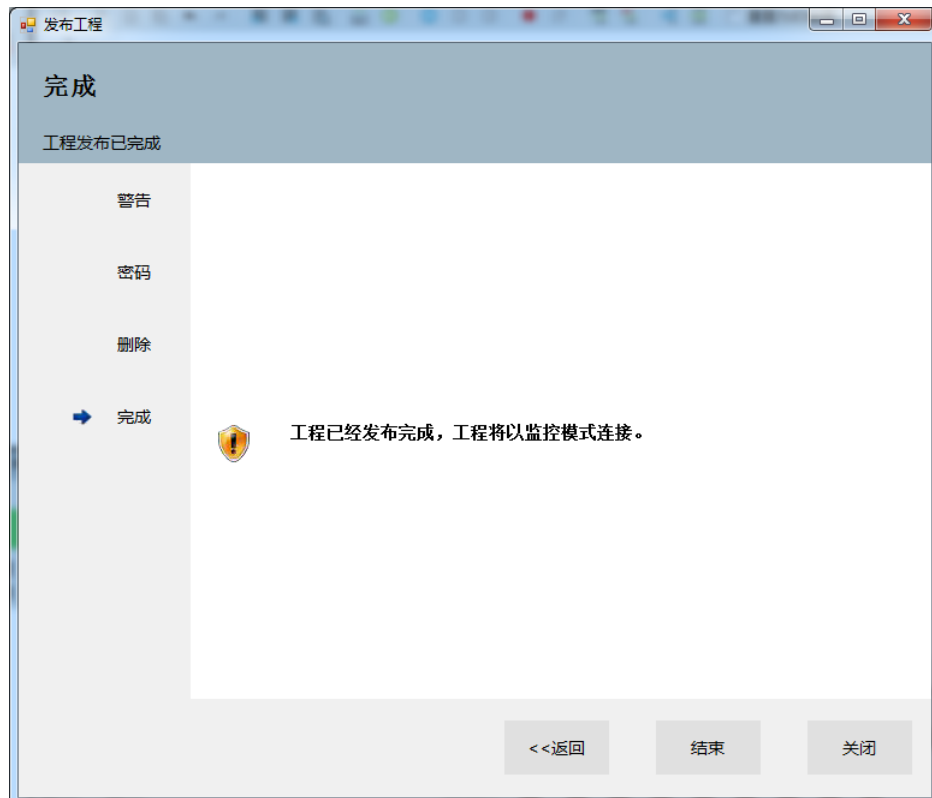 发布工程
完成
工程发布已完成
警告
密码
删除
完成
工程已经发布完成，工程将以监控模式连接。
<<返回
结束
关闭